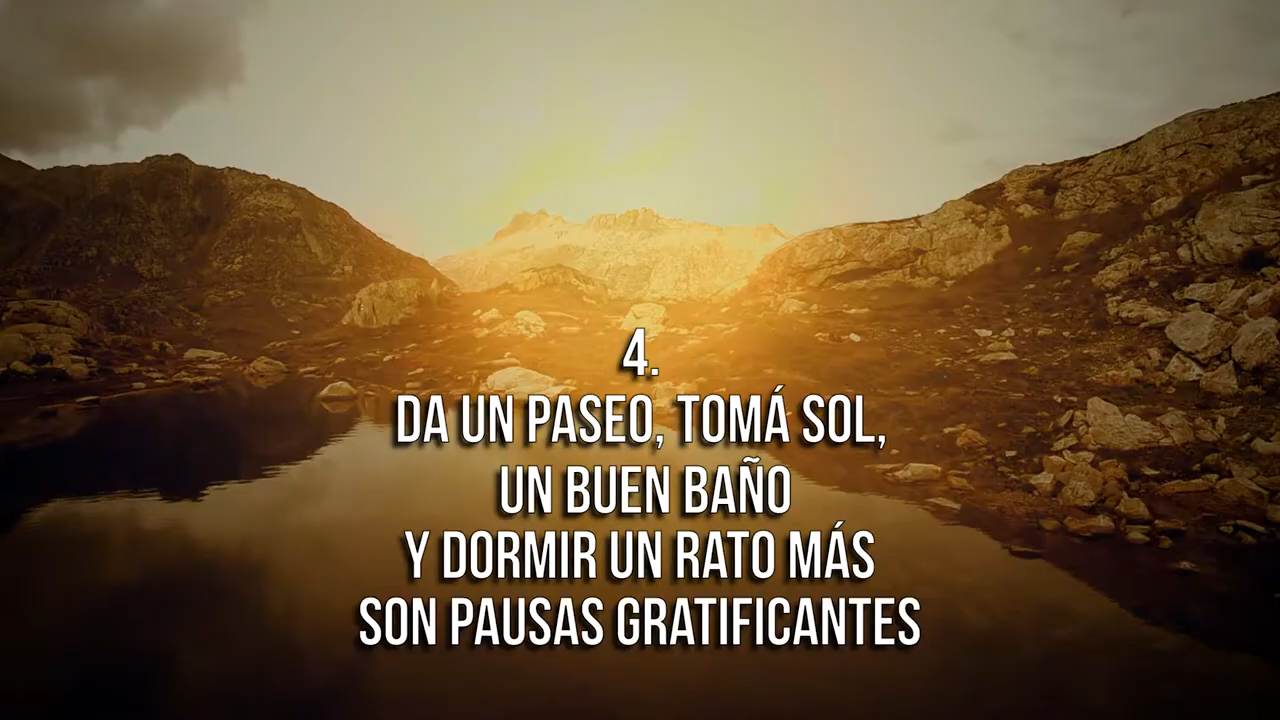 4.
DA UN PASEO, TOMÁ SOL,
UN BUEN BAÑO
Y DORMIR UN RATO MÁS
SON PAUSAS GRATIFICANTES